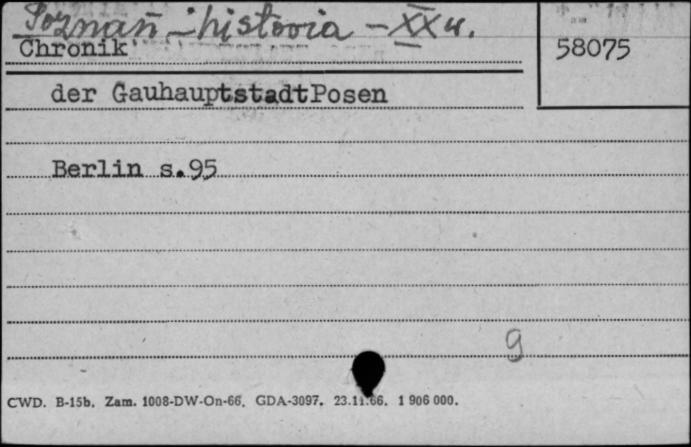 Poznań - historia - XX w.
Chronik
58075
der GauhauptstadtPosen
Berlin s.95
9
CWD. B-15b. Zam. 1008-DW-On-66. GDA-3097. 23.11.66. 1 906 000.